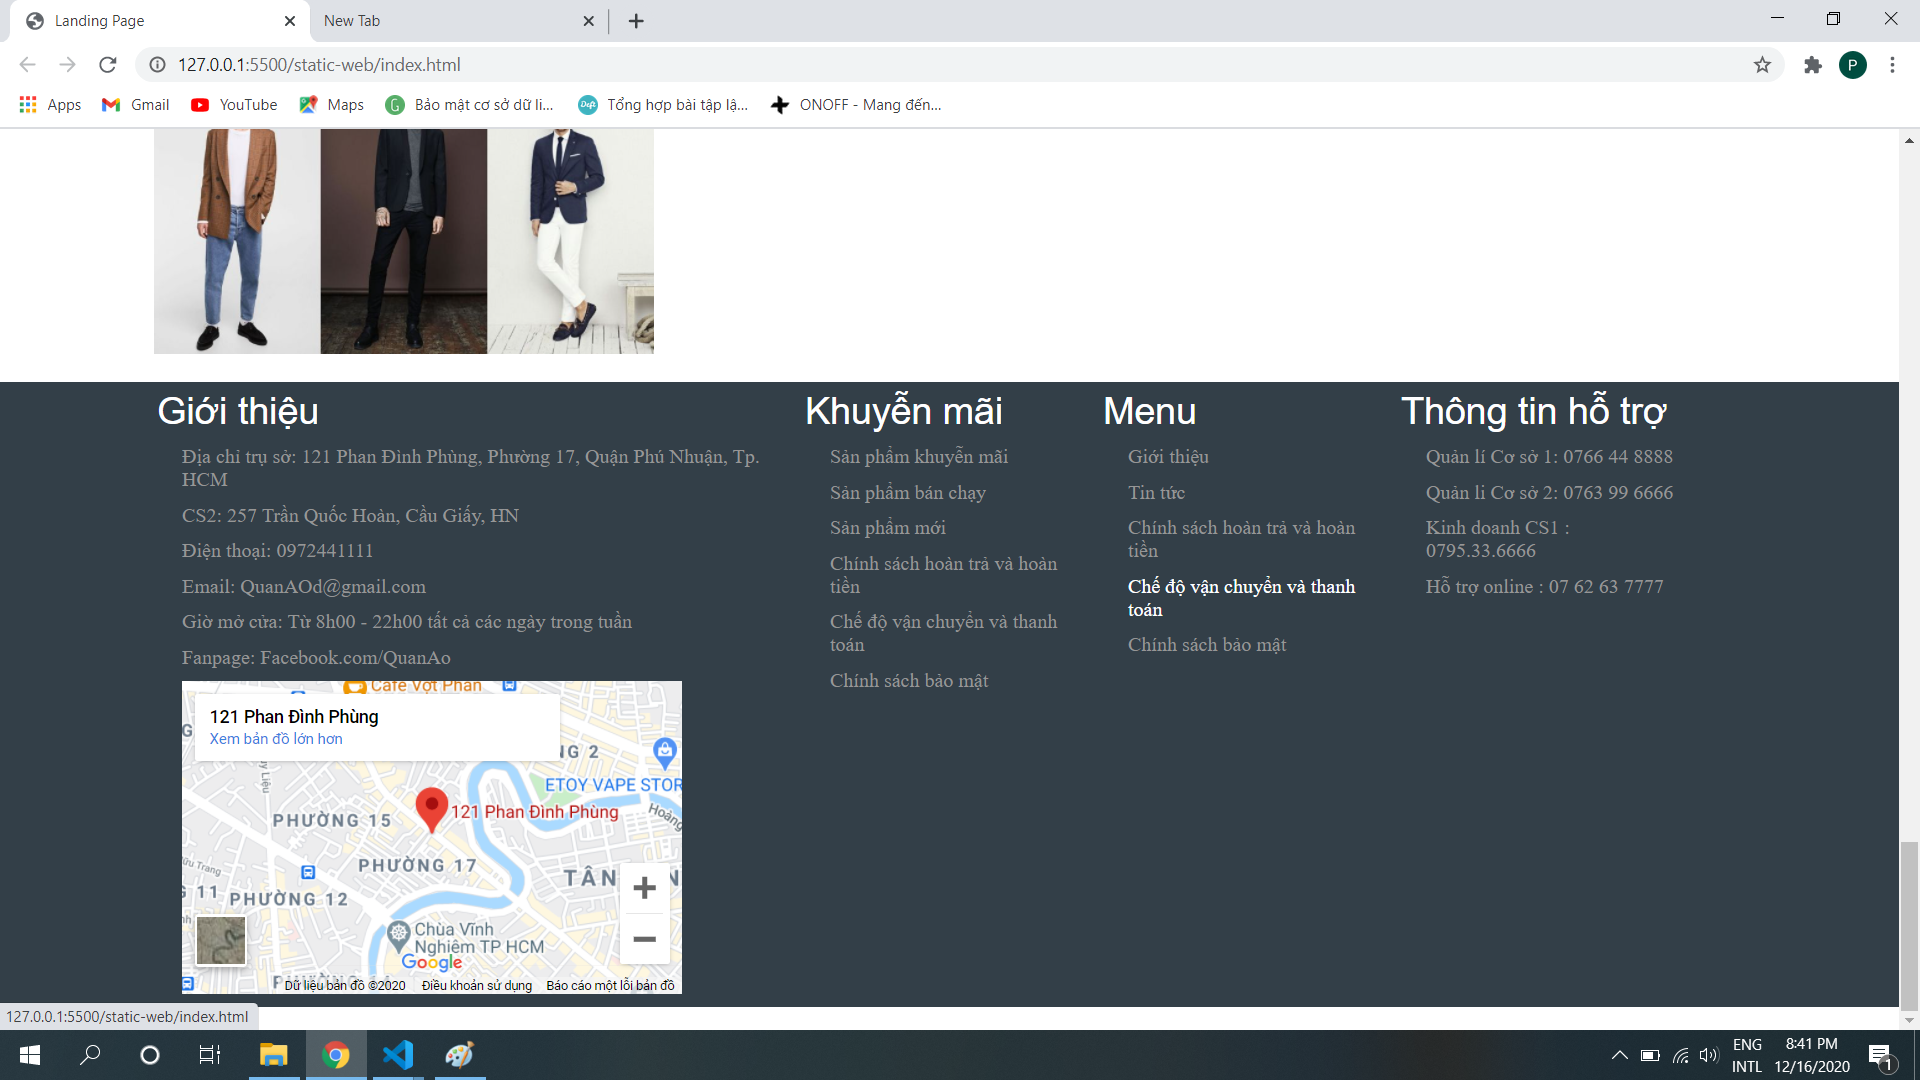 Landing Page
New Tab
127.0.0.1:5500/static-web/index.html
P
Apps
Gmail
YouTube
Maps
Bảo mật cơ sở dữ li...
Tổng hợp bài tập lậ...
ONOFF - Mang đến...
Giới thiệu
Địa chỉ trụ sở: 121 Phan Đình Phùng, Phường 17, Quận Phú Nhuận, Tp.
HCM
CS2: 257 Trần Quốc Hoàn, Cầu Giấy, HN
Điện thoại: 0972441111
Email: QuanAOd@gmail.com
Giờ mở cửa: Từ 8h00 - 22h00 tất cả các ngày trong tuần
Fanpage: Facebook.com/QuanAo
Cafe Vợt Phan
121 Phan Đình Phùng
Xem bản đồ lớn hơn
NG 2
ETOY VAPE STOR
Hoàng
121 Phan Đình Phùng
PHƯỜNG 15
PHƯỜNG 17
TÂN
N
11
PHƯỜNG 12
Chùa Vĩnh
Nghiêm TP HCM
Google
Dữ liệu bản đồ ©2020
Điều khoản sử dụng
Báo cáo một lỗi bản đồ
Khuyễn mãi
Sản phẩm khuyễn mãi
Sản phẩm bán chạy
Sản phẩm mới
Chính sách hoàn trả và hoàn
tiền
Chế độ vận chuyển và thanh
toán
Chính sách bảo mật
Menu
Giới thiệu
Tin tức
Chính sách hoàn trả và hoàn
tiền
Chế độ vận chuyển và thanh
toán
Chính sách bảo mật
Thông tin hỗ trợ
Quản lí Cơ sở 1: 0766 44 8888
Quản li Cơ sở 2: 0763 99 6666
Kinh doanh CS1 :
0795.33.6666
Hỗ trợ online : 07 62 63 7777
127.0.0.1:5500/static-web/index.html
ENG
INTL
8:41 PM
12/16/2020
1